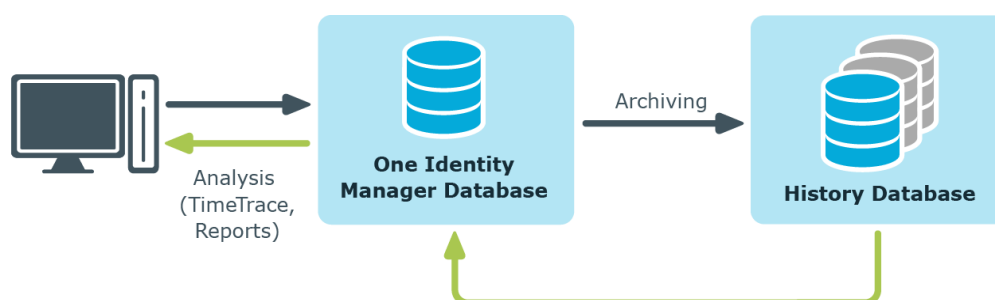 Analysis
(TimeTrace,
Reports)
One Identity
Manager Database
Archiving
History Database